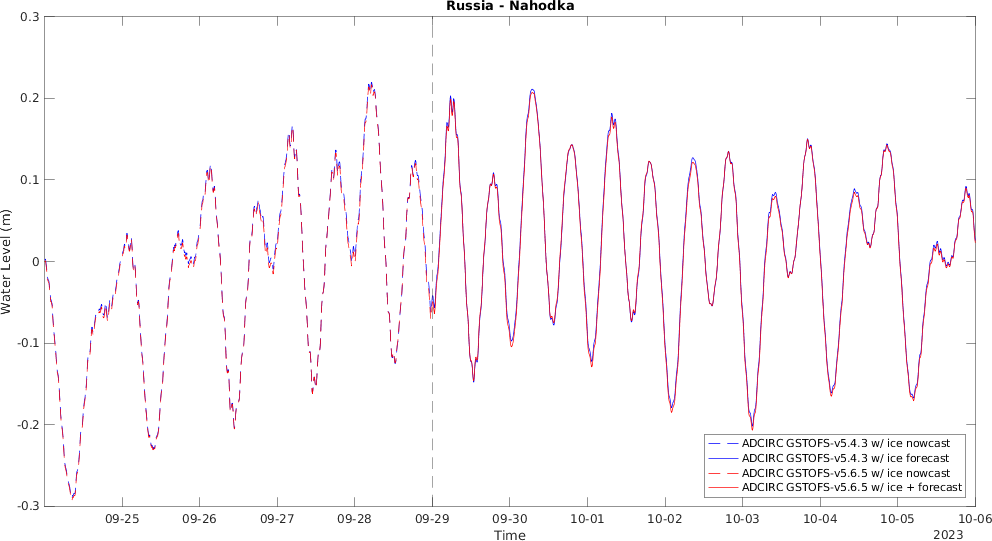 Russia - Nahodka
0.3
0.2
0.1
0
-0.1
-0.2
-0.3
Water Level (m)
ADCIRC GSTOFS-v5.4.3 w/ ice nowcast
ADCIRC GSTOFS-v5.4.3 w/ ice forecast
ADCIRC GSTOFS-v5.6.5 w/ ice nowcast
ADCIRC GSTOFS-v5.6.5 w/ ice + forecast
09-25 09-26 09-27 09-28 09-29 09-30 10-01 10-02 10-03 10-04 10-05 10-06
Time
2023